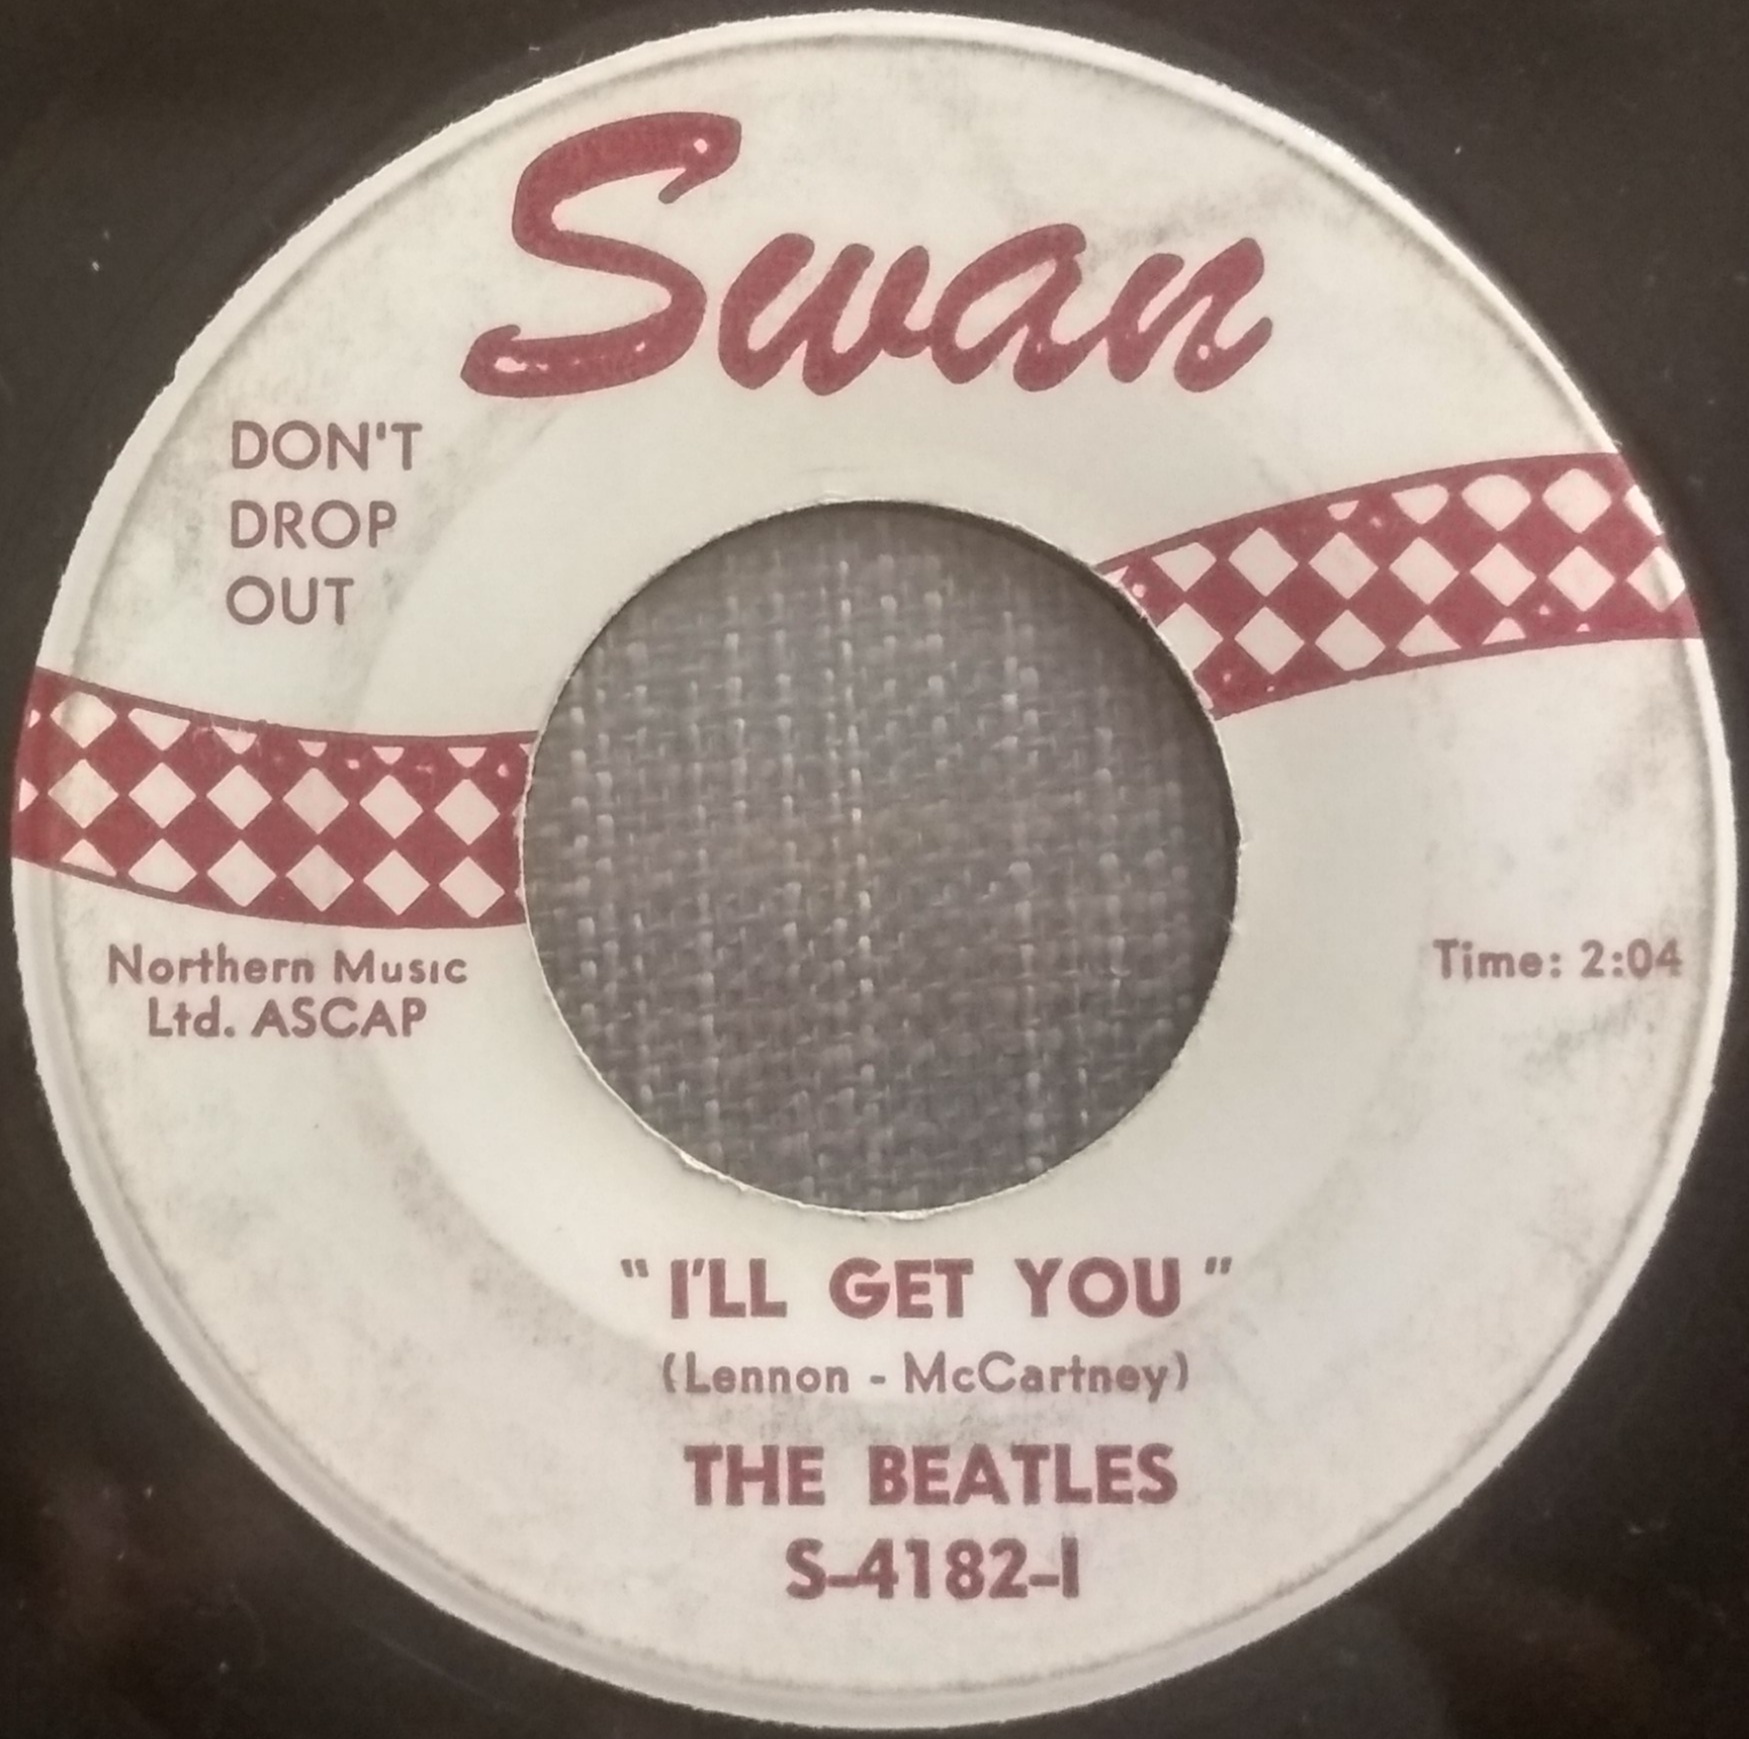 Swan
DON'T
DROP
OUT
Northern Music
Ltd. ASCAP
Time: 2:04
"I'LL GET YOU"
(Lennon - McCartney)
THE BEATLES
S-4182-I